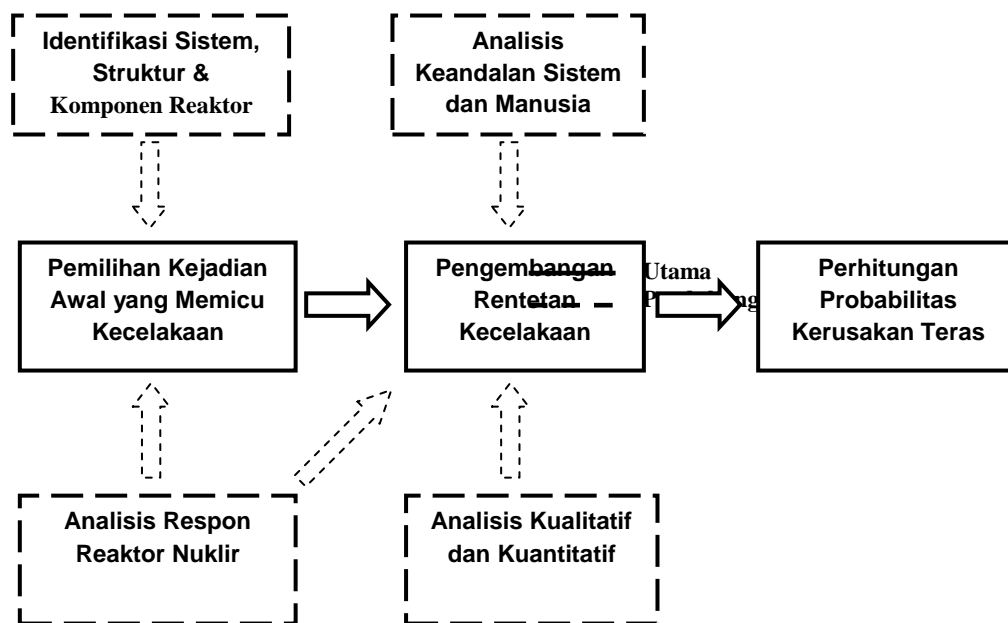 Identifikasi Sistem,
Struktur &
Komponen Reaktor
Analisis
Keandalan Sistem
dan Manusia
Pemilihan Kejadian
Awal yang Memicu
Kecelakaan
Pengembangan
Rentetan
Kecelakaan
Utama
Perhitungan
Probabilitas
Kerusakan Teras
Analisis Respon
Reaktor Nuklir
Analisis Kualitatif
dan Kuantitatif